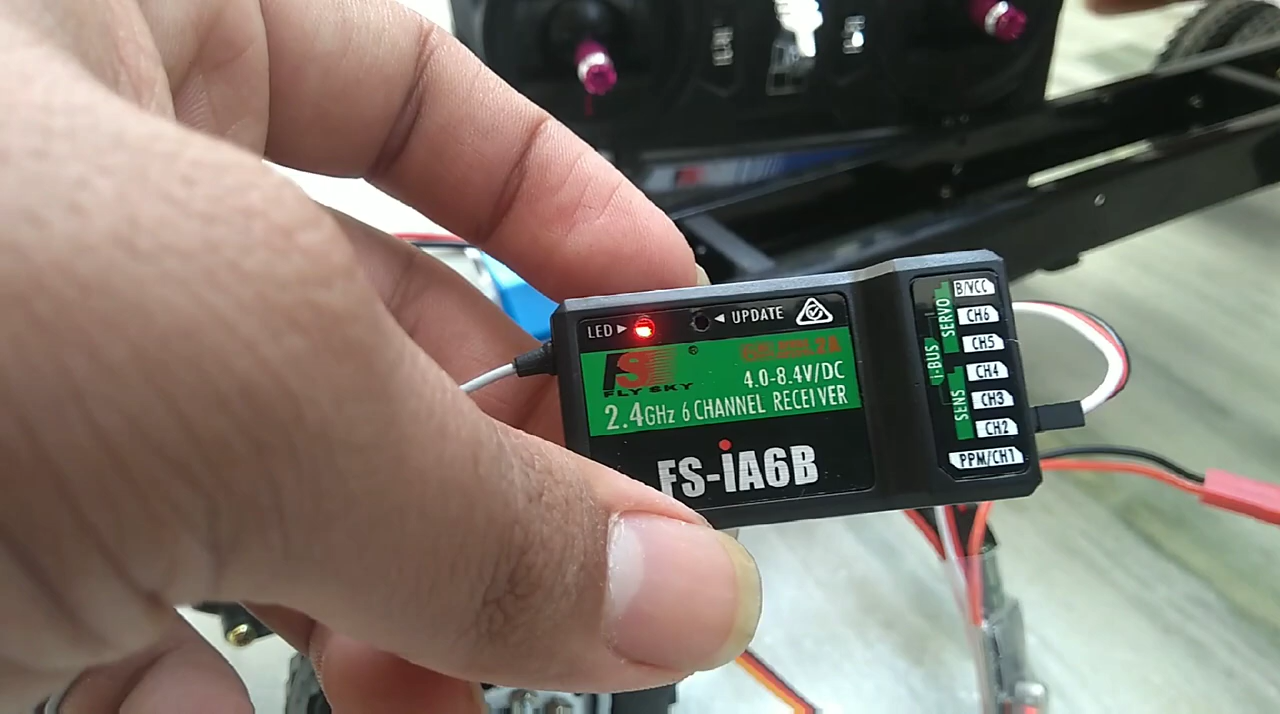 LED
UPDATE
FS
®
FLY SKY
4.0-8.4V/DC
2.4GHz 6 CHANNEL RECEIVER
FS-iA6B
SERVO
i-BUS
SENS
B/VCC
CH6
CH5
CH4
CH3
CH2
PPM/CH1